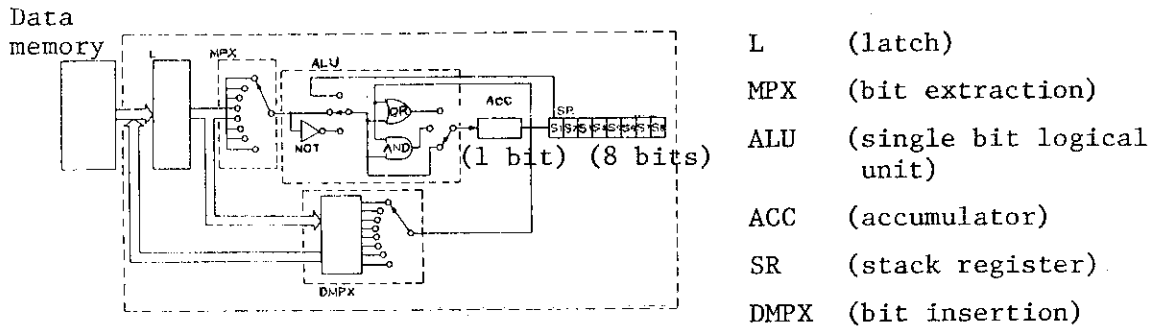 Data
memory
L
MPX
ALU
OR
NOT
AND
ACC
SR
(1 bit)
(8 bits)
DMPX
L (latch)
MPX (bit extraction)
ALU (single bit logical
unit)
ACC (accumulator)
SR (stack register)
DMPX (bit insertion)